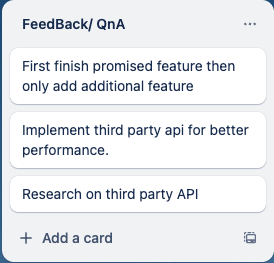 FeedBack/ QnA
First finish promised feature then
only add additional feature
Implement third party api for better
performance.
Research on third party API
Add a card